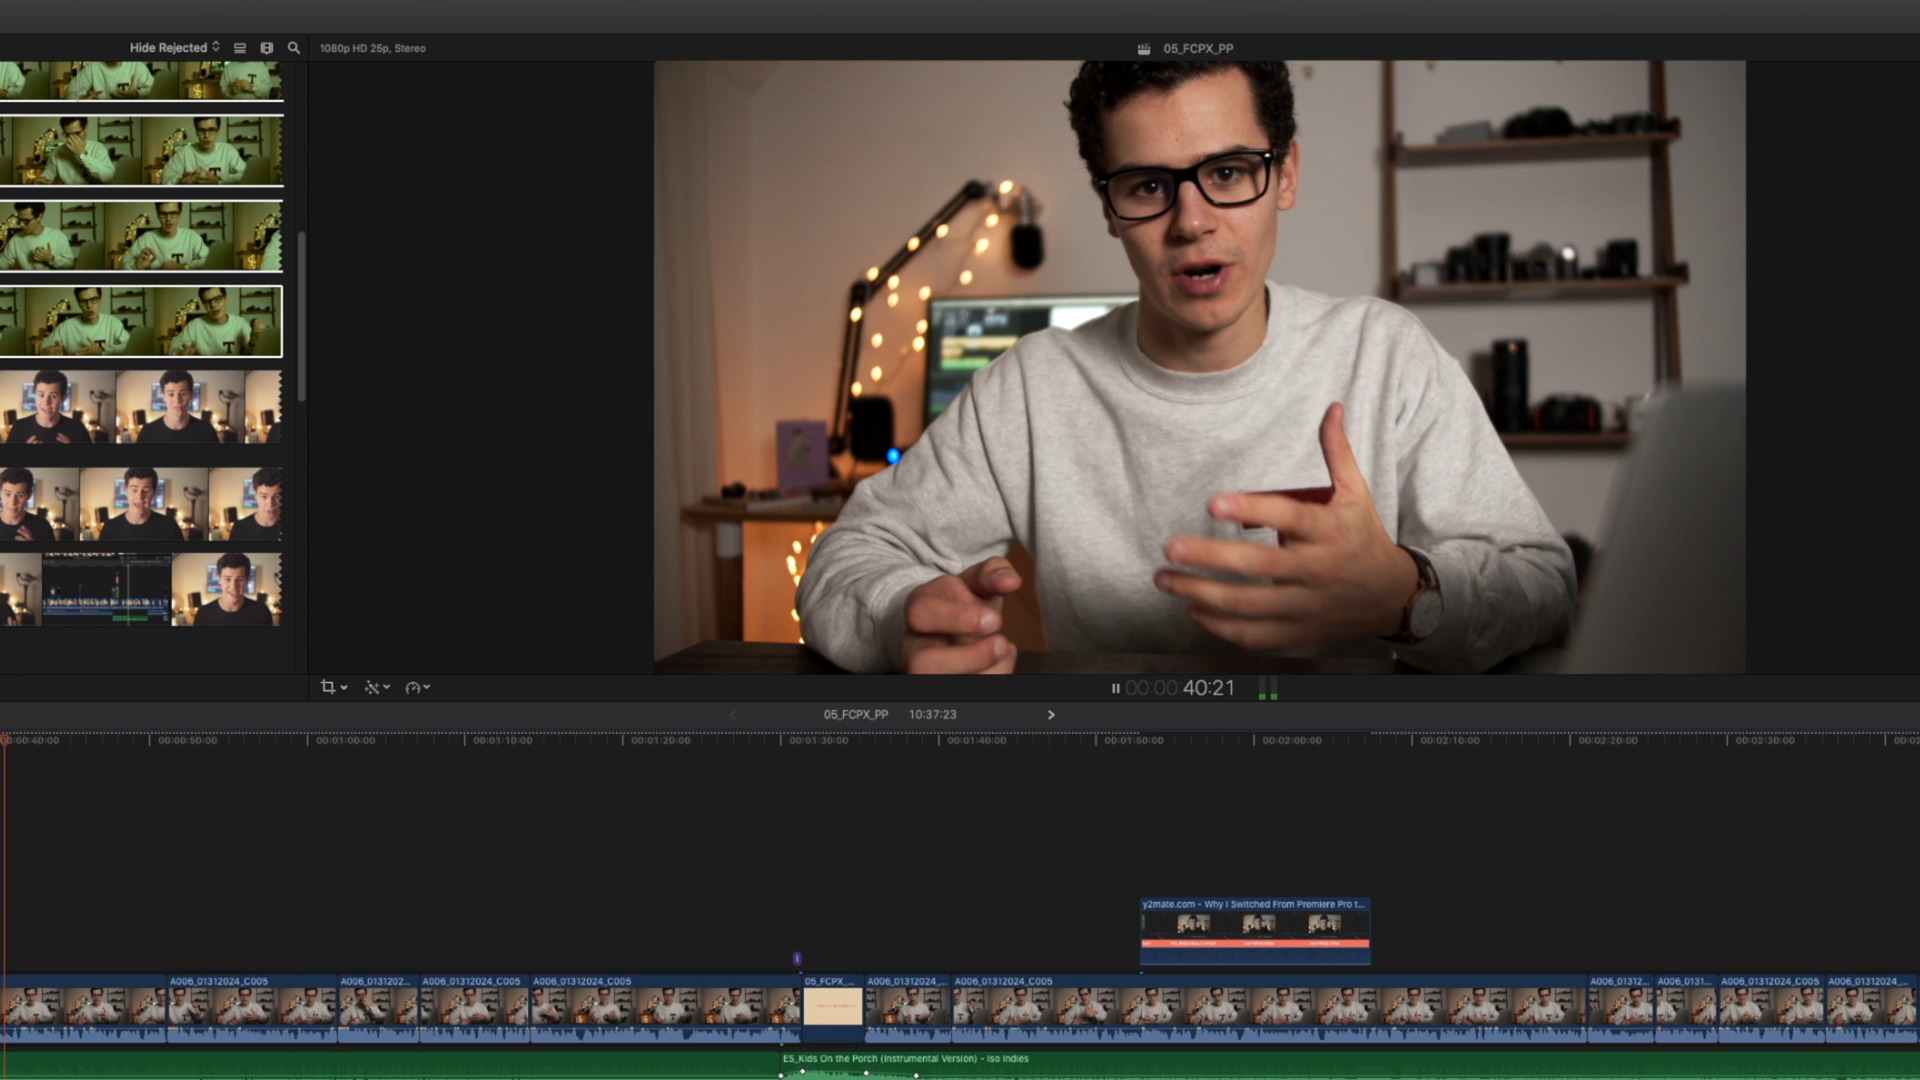 Hide Rejected
1080p HD 25p, Stereo
05_FCPX_PP
00:00:40:21
05_FCPX_PP 10:37:23
00:00:40:00 00:00:50:00 00:01:00:00 00:01:10:00 00:01:20:00 00:01:30:00 00:01:40:00 00:01:50:00 00:02:00:00 00:02:10:00 00:02:20:00 00:02:30:00
y2mate.com - Why I Switched From Premiere Pro t...
A006_01312024_C005 A006_0131202... A006_01312024_C005 A006_01312024_C005 05_FCPX_... A006_01312024_... A006_01312024_C005 A006_01312... A006_0131... A006_01312024_C005 A006_01312024_...
ES_Kids On the Porch (Instrumental Version) - Iso Indies